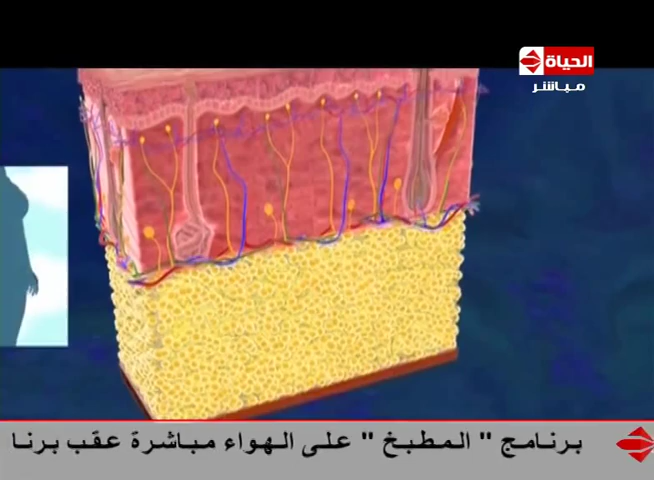 الحياة
مباشر
برنامج " المطبخ " على الهواء مباشرة عقب برنا